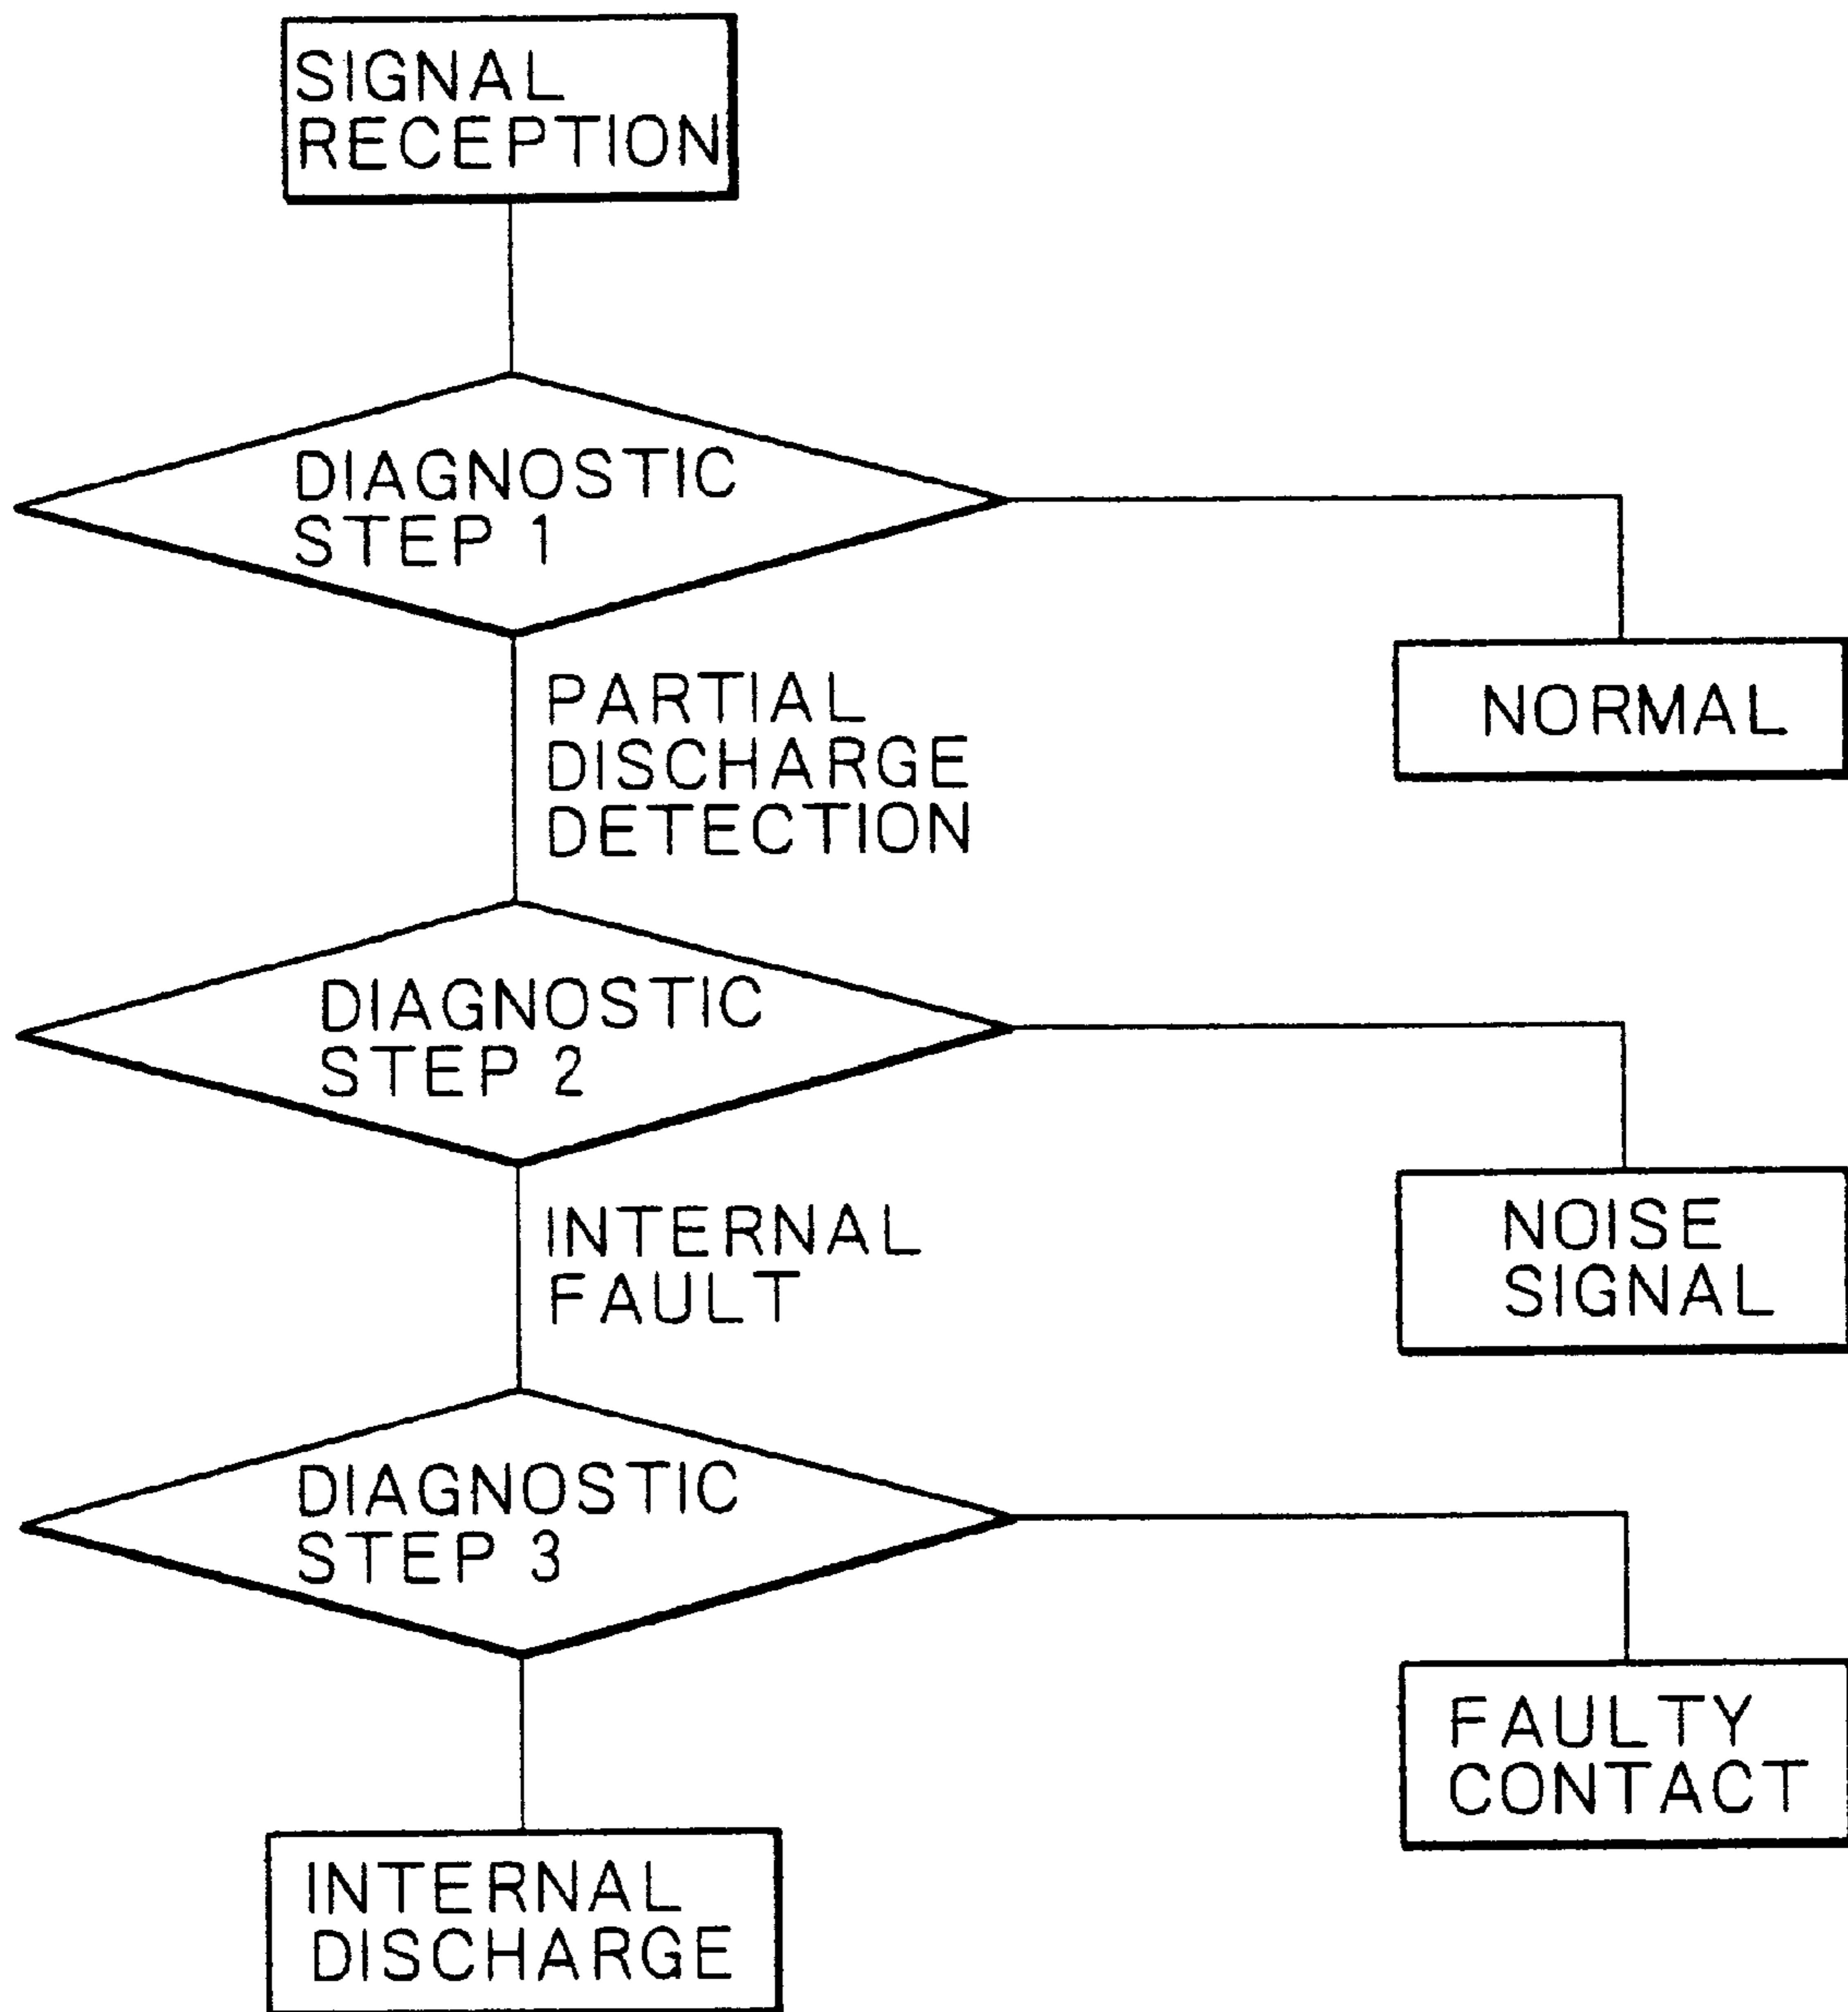 SIGNAL
RECEPTION
DIAGNOSTIC
STEP 1
NORMAL
PARTIAL
DISCHARGE
DETECTION
DIAGNOSTIC
STEP 2
NOISE
SIGNAL
INTERNAL
FAULT
DIAGNOSTIC
STEP 3
FAULTY
CONTACT
INTERNAL
DISCHARGE